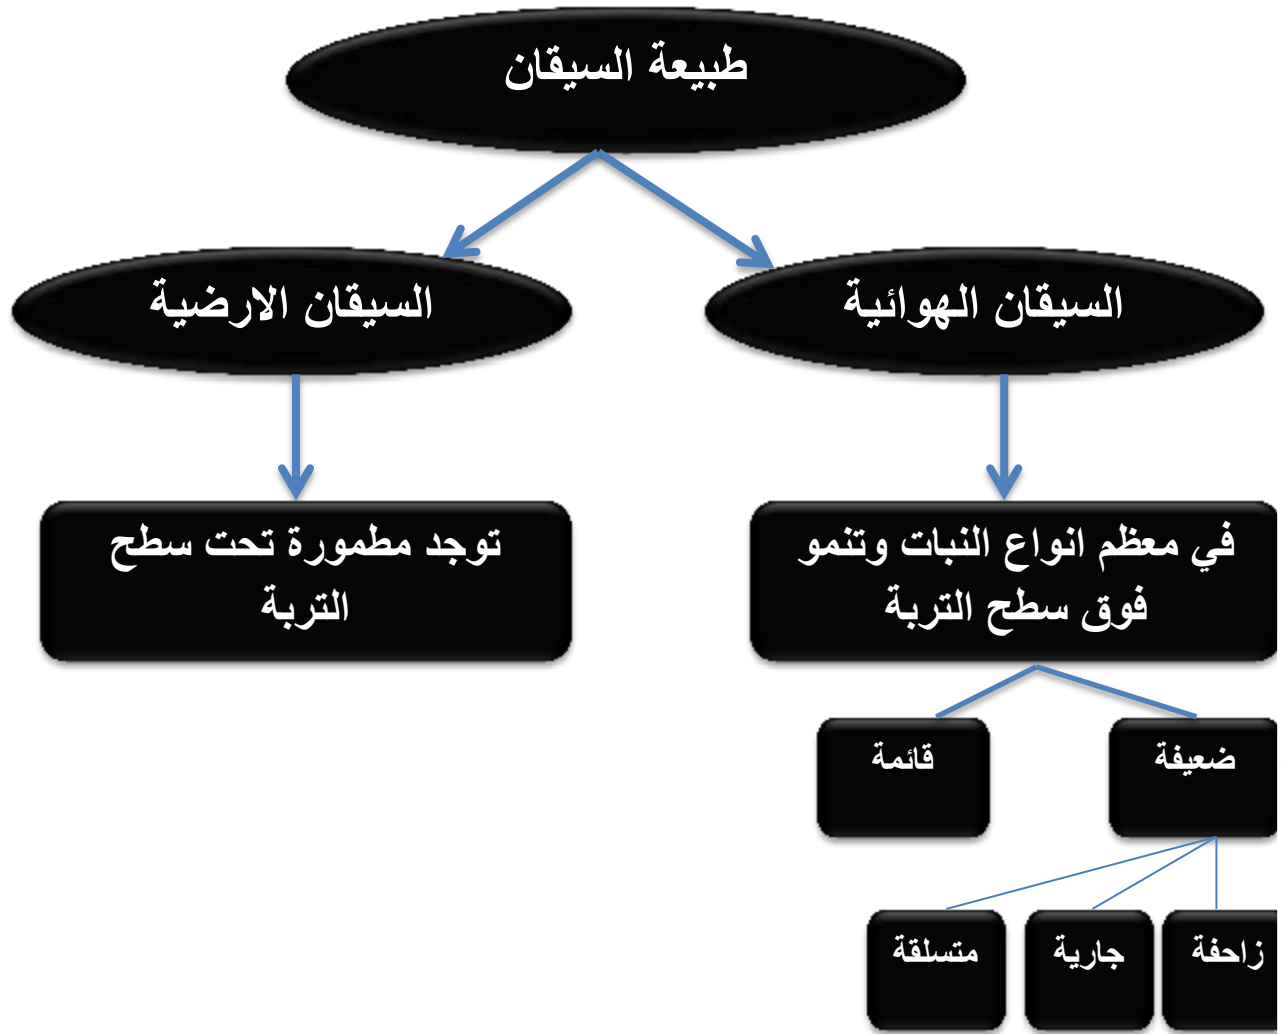 طبيعة السيقان
السيقان الهوائية
السيقان الارضية
في معظم انواع النبات وتنمو
فوق سطح التربة
توجد مطمورة تحت سطح
التربة
ضعيفة
قائمة
زاحفة
جارية
متسلقة